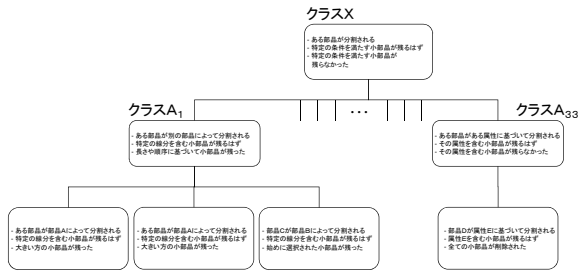 クラスX
- ある部品が分割される
- 特定の条件を満たす小部品が残るはず
- 特定の条件を満たす小部品が
残らなかった
クラスA1
...
クラスA33
- ある部品が別の部品によって分割される
- 特定の線分を含む小部品が残るはず
- 長さや順序に基づいて小部品が残った
- ある部品がある属性に基づいて分割される
- その属性を含む小部品が残るはず
- その属性を含む小部品が残らなかった
- ある部品が部品Aによって分割される
- 特定の線分を含む小部品が残るはず
- 大きい方の小部品が残った
- ある部品が部品Aによって分割される
- 特定の線分を含む小部品が残るはず
- 大きい方の小部品が残った
- 部品Cが部品Bによって分割される
- 特定の線分を含む小部品が残るはず
- 始めに選択された小部品が残った
- 部品Dが属性Eに基づいて分割される
- 属性Eを含む小部品が残るはず
- 全ての小部品が削除された